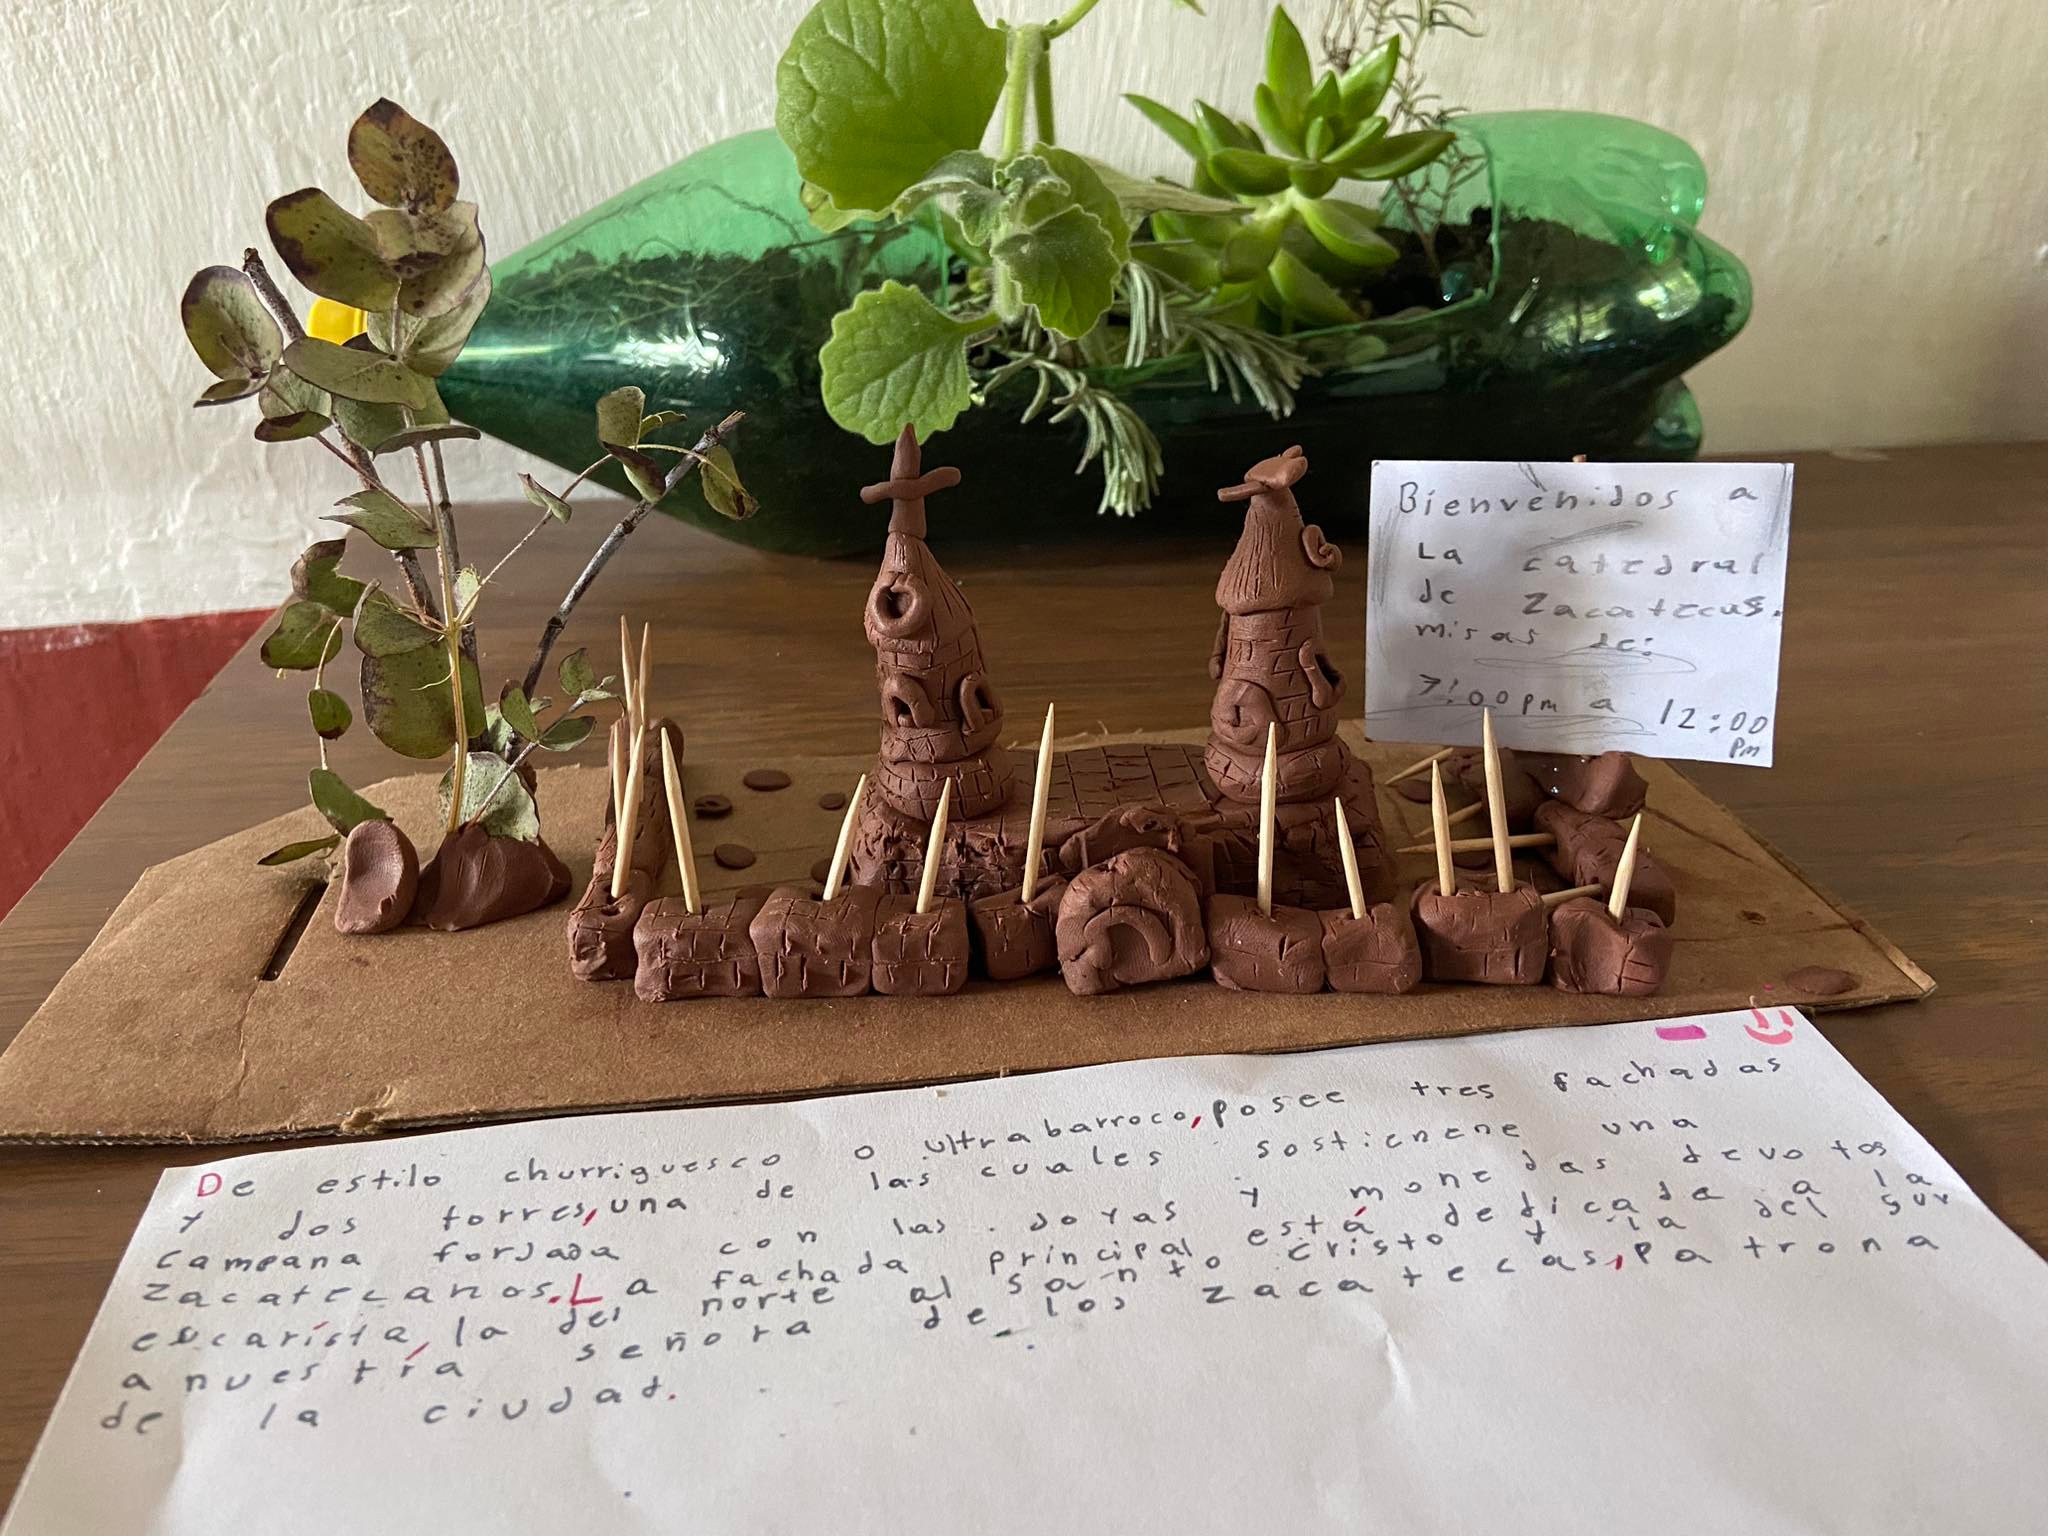 Bienvenidos a
La catedral
de Zacatecas.
misas de:
7:00 pm a 12:00
pm
De estilo churriguesco o ultrabarroco, posee tres fachadas
y dos torres, una de las cuales sostienene una
campana forjada con las joyas y monedas devotos
zacatecanos. La fachada principal está dedicada a la
eucarísta, la del norte al santo cristo y la del sur
a nuestra señora de los zacatecas, patrona
de la ciudad.